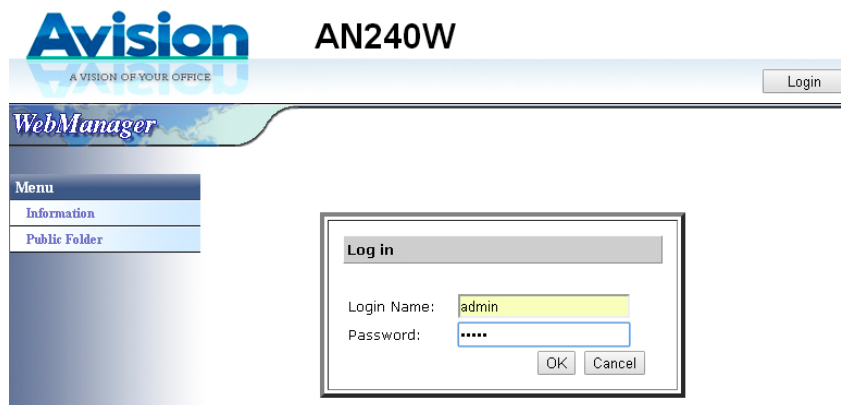 Avision
AN240W
A VISION OF YOUR OFFICE
Login
WebManager
Menu
Information
Public Folder
Log in
Login Name: admin
Password: •••••
OK Cancel